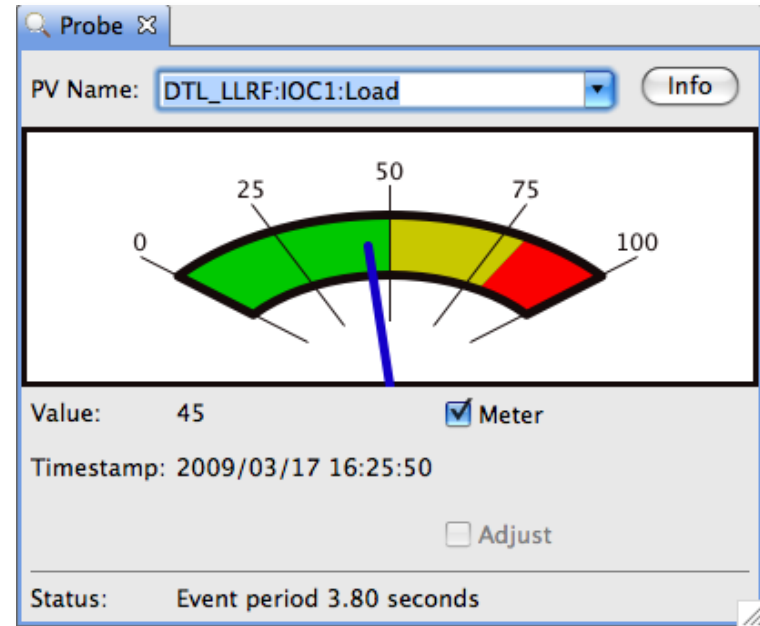 Probe
PV Name: DTL_LLRF:IOC1:Load Info
0 25 50 75 100
Value: 45 Meter
Timestamp: 2009/03/17 16:25:50
Adjust
Status: Event period 3.80 seconds